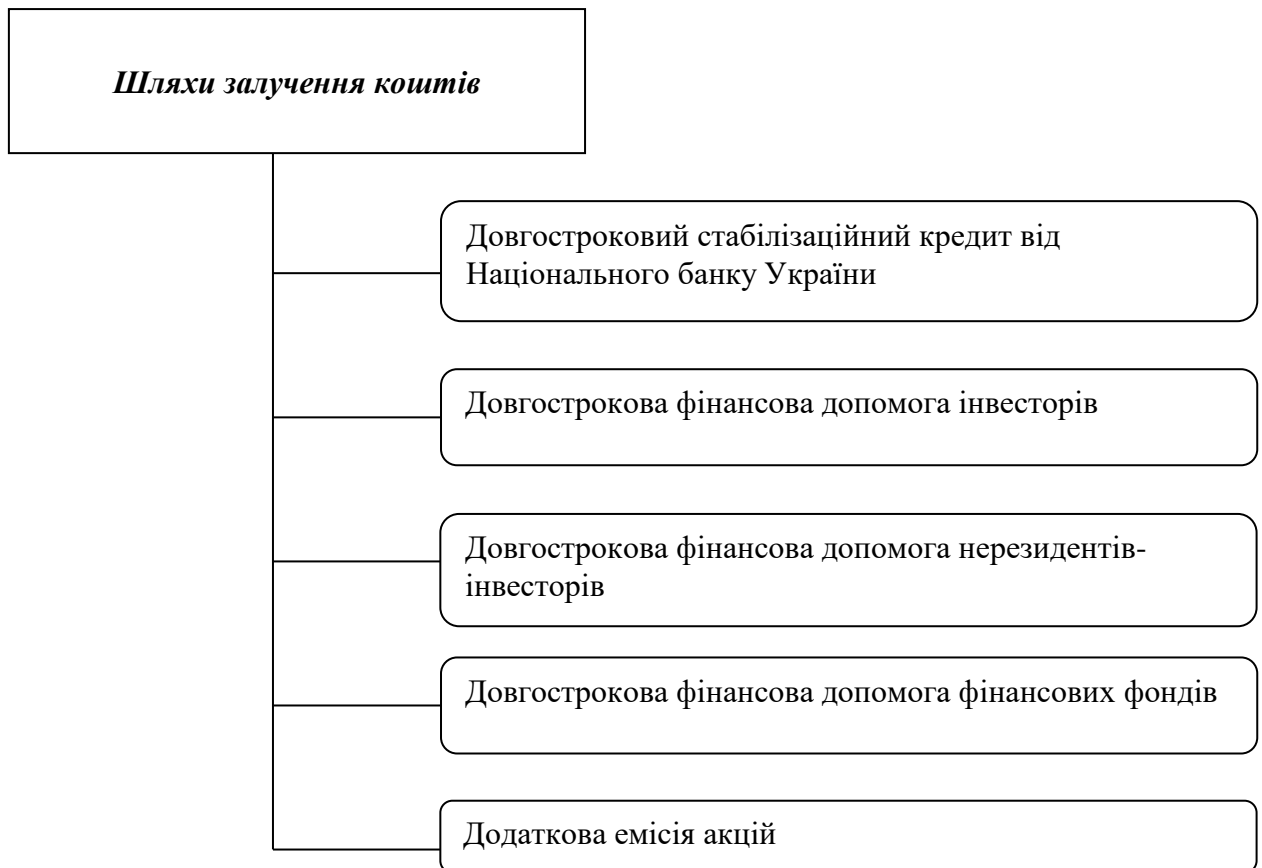 Шляхи залучення коштів
Довгостроковий стабілізаційний кредит від
Національного банку України
Довгострокова фінансова допомога інвесторів
Довгострокова фінансова допомога нерезидентів-
інвесторів
Довгострокова фінансова допомога фінансових фондів
Додаткова емісія акцій